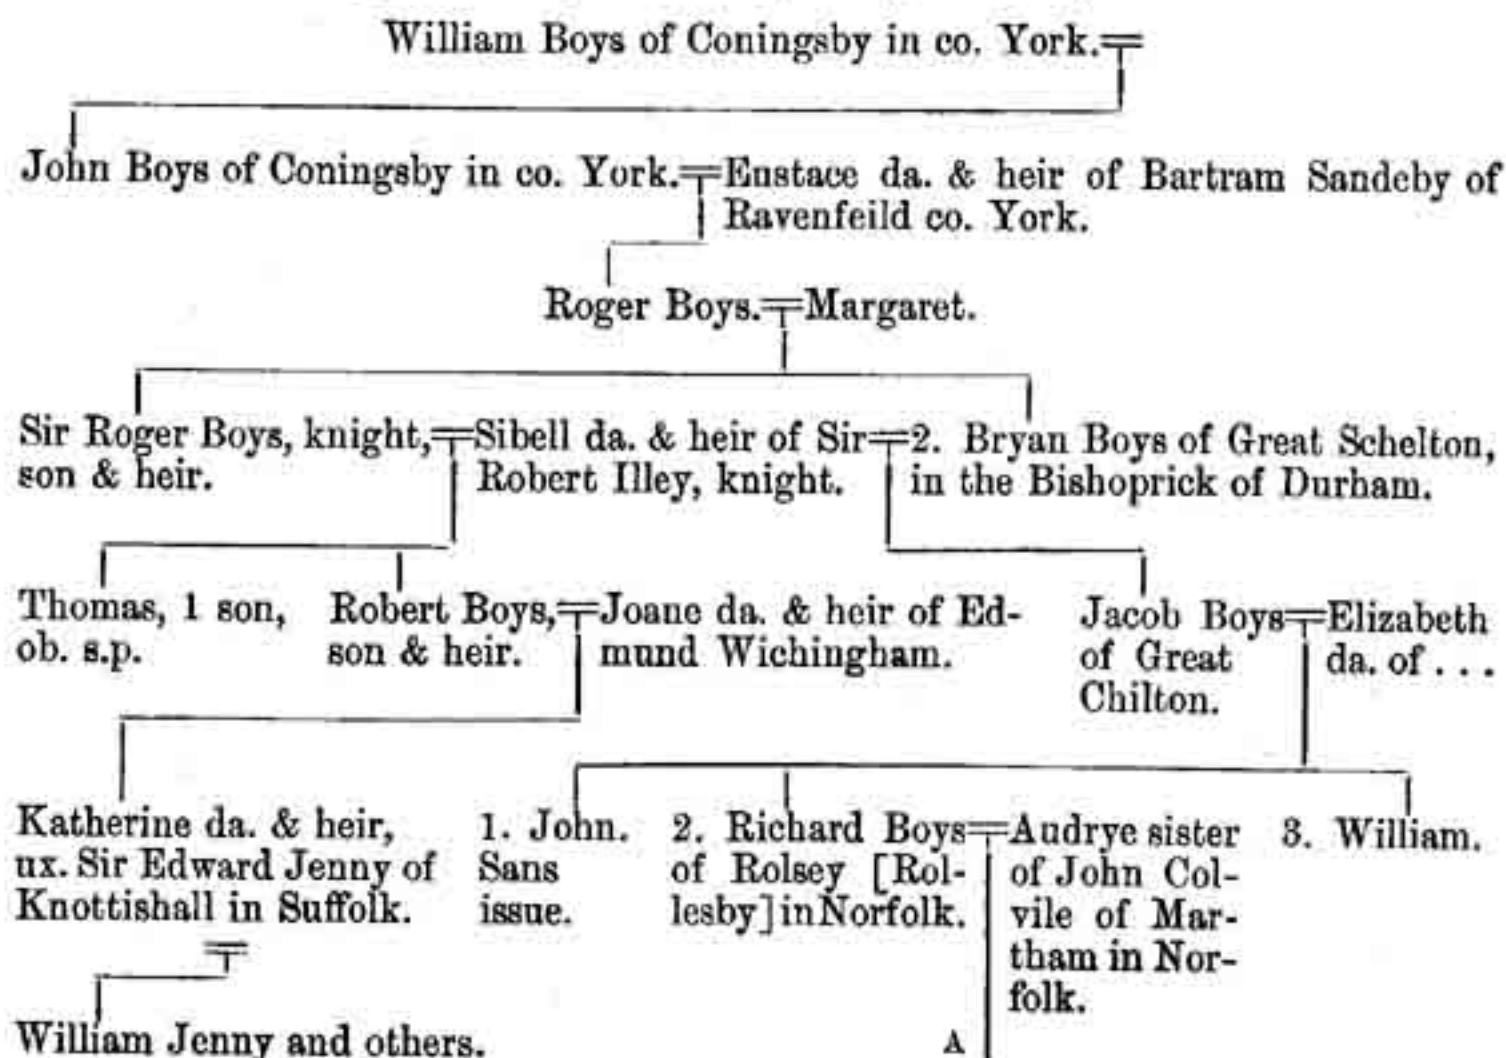 William Boys of Coningsby in co. York.
John Boys of Coningsby in co. York.
Eustace da. & heir of Bartram Sandeby of
Ravenfeild co. York.
Roger Boys.
Margaret.
Sir Roger Boys, knight,
son & heir.
Sibell da. & heir of Sir
Robert Illey, knight.
2. Bryan Boys of Great Schelton,
in the Bishoprick of Durham.
Thomas, 1 son,
ob. s.p.
Robert Boys,
son & heir.
Joane da. & heir of Ed-
mund Wichingham.
Jacob Boys
of Great
Chilton.
Elizabeth
da. of . . .
Katherine da. & heir,
ux. Sir Edward Jenny of
Knottishall in Suffolk.
1. John.
Sans
issue.
2. Richard Boys
of Rolsey [Rol-
lesby] in Norfolk.
Audrye sister
of John Col-
vile of Mar-
tham in Nor-
folk.
3. William.
William Jenny and others.
A